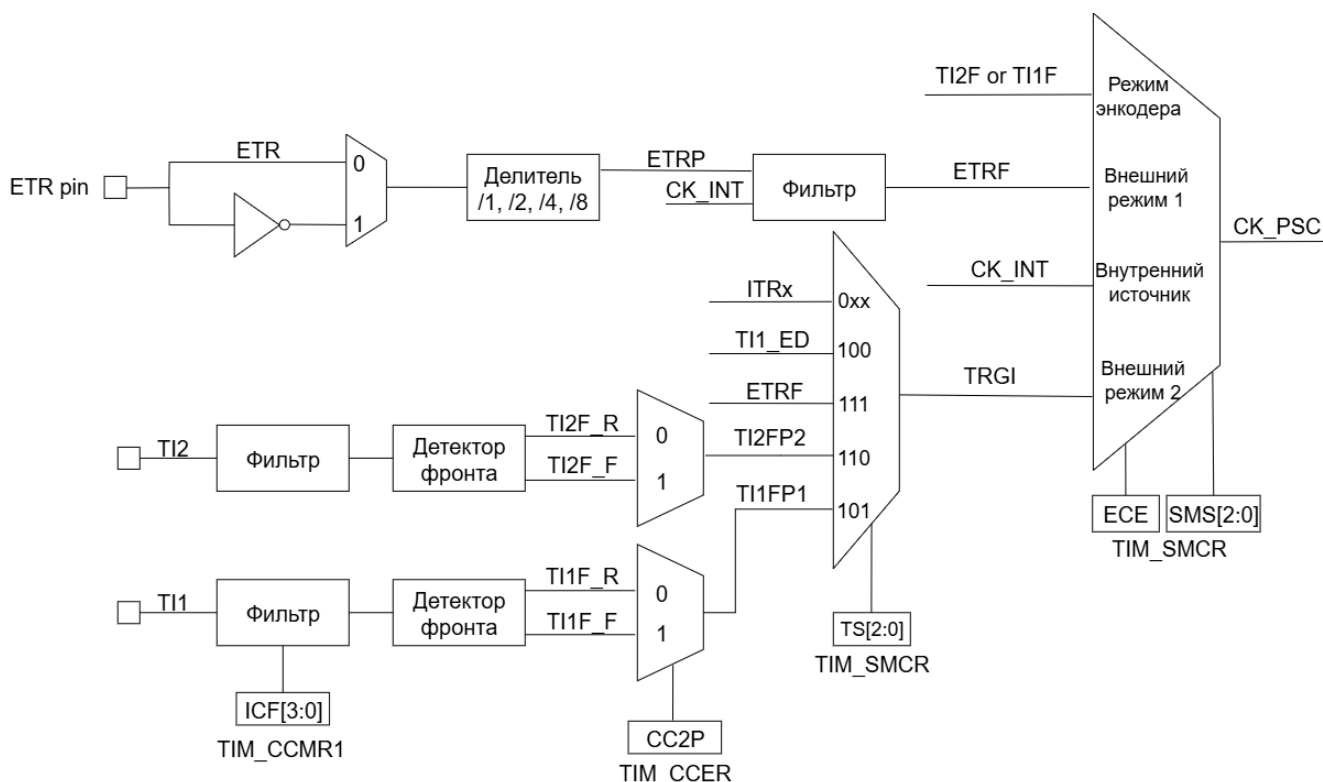 TI2F or TI1F
Режим
энкодера
ETR
0
ETR pin
1
Делитель
/1, /2, /4, /8
ETRP
CK_INT
Фильтр
ETRF
Внешний
режим 1
CK_PSC
CK_INT
Внутренний
источник
ITRx
0xx
TI1_ED
100
ETRF
111
TRGI
Внешний
режим 2
TI2
Фильтр
Детектор
фронта
TI2F_R
TI2F_F
0
1
TI2FP2
110
TI1FP1
101
ECE
SMS[2:0]
TIM_SMCR
TI1
Фильтр
Детектор
фронта
TI1F_R
TI1F_F
0
1
TS[2:0]
TIM_SMCR
ICF[3:0]
TIM_CCMR1
CC2P
TIM_CCER